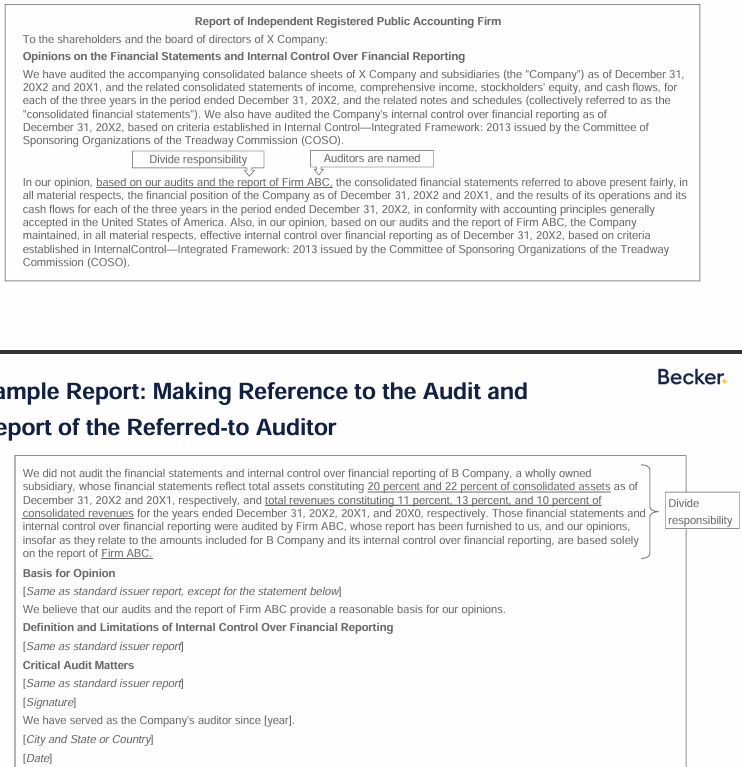 Report of Independent Registered Public Accounting Firm
To the shareholders and the board of directors of X Company:
Opinions on the Financial Statements and Internal Control Over Financial Reporting
We have audited the accompanying consolidated balance sheets of X Company and subsidiaries (the "Company") as of December 31,
20X2 and 20X1, and the related consolidated statements of income, comprehensive income, stockholders' equity, and cash flows, for
each of the three years in the period ended December 31, 20X2, and the related notes and schedules (collectively referred to as the
"consolidated financial statements"). We also have audited the Company's internal control over financial reporting as of
December 31, 20X2, based on criteria established in Internal Control—Integrated Framework: 2013 issued by the Committee of
Sponsoring Organizations of the Treadway Commission (COSO).
Divide responsibility
Auditors are named
In our opinion, based on our audits and the report of Firm ABC, the consolidated financial statements referred to above present fairly, in
all material respects, the financial position of the Company as of December 31, 20X2 and 20X1, and the results of its operations and its
cash flows for each of the three years in the period ended December 31, 20X2, in conformity with accounting principles generally
accepted in the United States of America. Also, in our opinion, based on our audits and the report of Firm ABC, the Company
maintained, in all material respects, effective internal control over financial reporting as of December 31, 20X2, based on criteria
established in InternalControl—Integrated Framework: 2013 issued by the Committee of Sponsoring Organizations of the Treadway
Commission (COSO).
Becker.
ample Report: Making Reference to the Audit and
eport of the Referred-to Auditor
We did not audit the financial statements and internal control over financial reporting of B Company, a wholly owned
subsidiary, whose financial statements reflect total assets constituting 20 percent and 22 percent of consolidated assets as of
December 31, 20X2 and 20X1, respectively, and total revenues constituting 11 percent, 13 percent, and 10 percent of
consolidated revenues for the years ended December 31, 20X2, 20X1, and 20X0, respectively. Those financial statements and
internal control over financial reporting were audited by Firm ABC, whose report has been furnished to us, and our opinions,
insofar as they relate to the amounts included for B Company and its internal control over financial reporting, are based solely
on the report of Firm ABC.
Divide
responsibility
Basis for Opinion
[Same as standard issuer report, except for the statement below]
We believe that our audits and the report of Firm ABC provide a reasonable basis for our opinions.
Definition and Limitations of Internal Control Over Financial Reporting
[Same as standard issuer report]
Critical Audit Matters
[Same as standard issuer report]
[Signature]
We have served as the Company's auditor since [year].
[City and State or Country]
[Date]